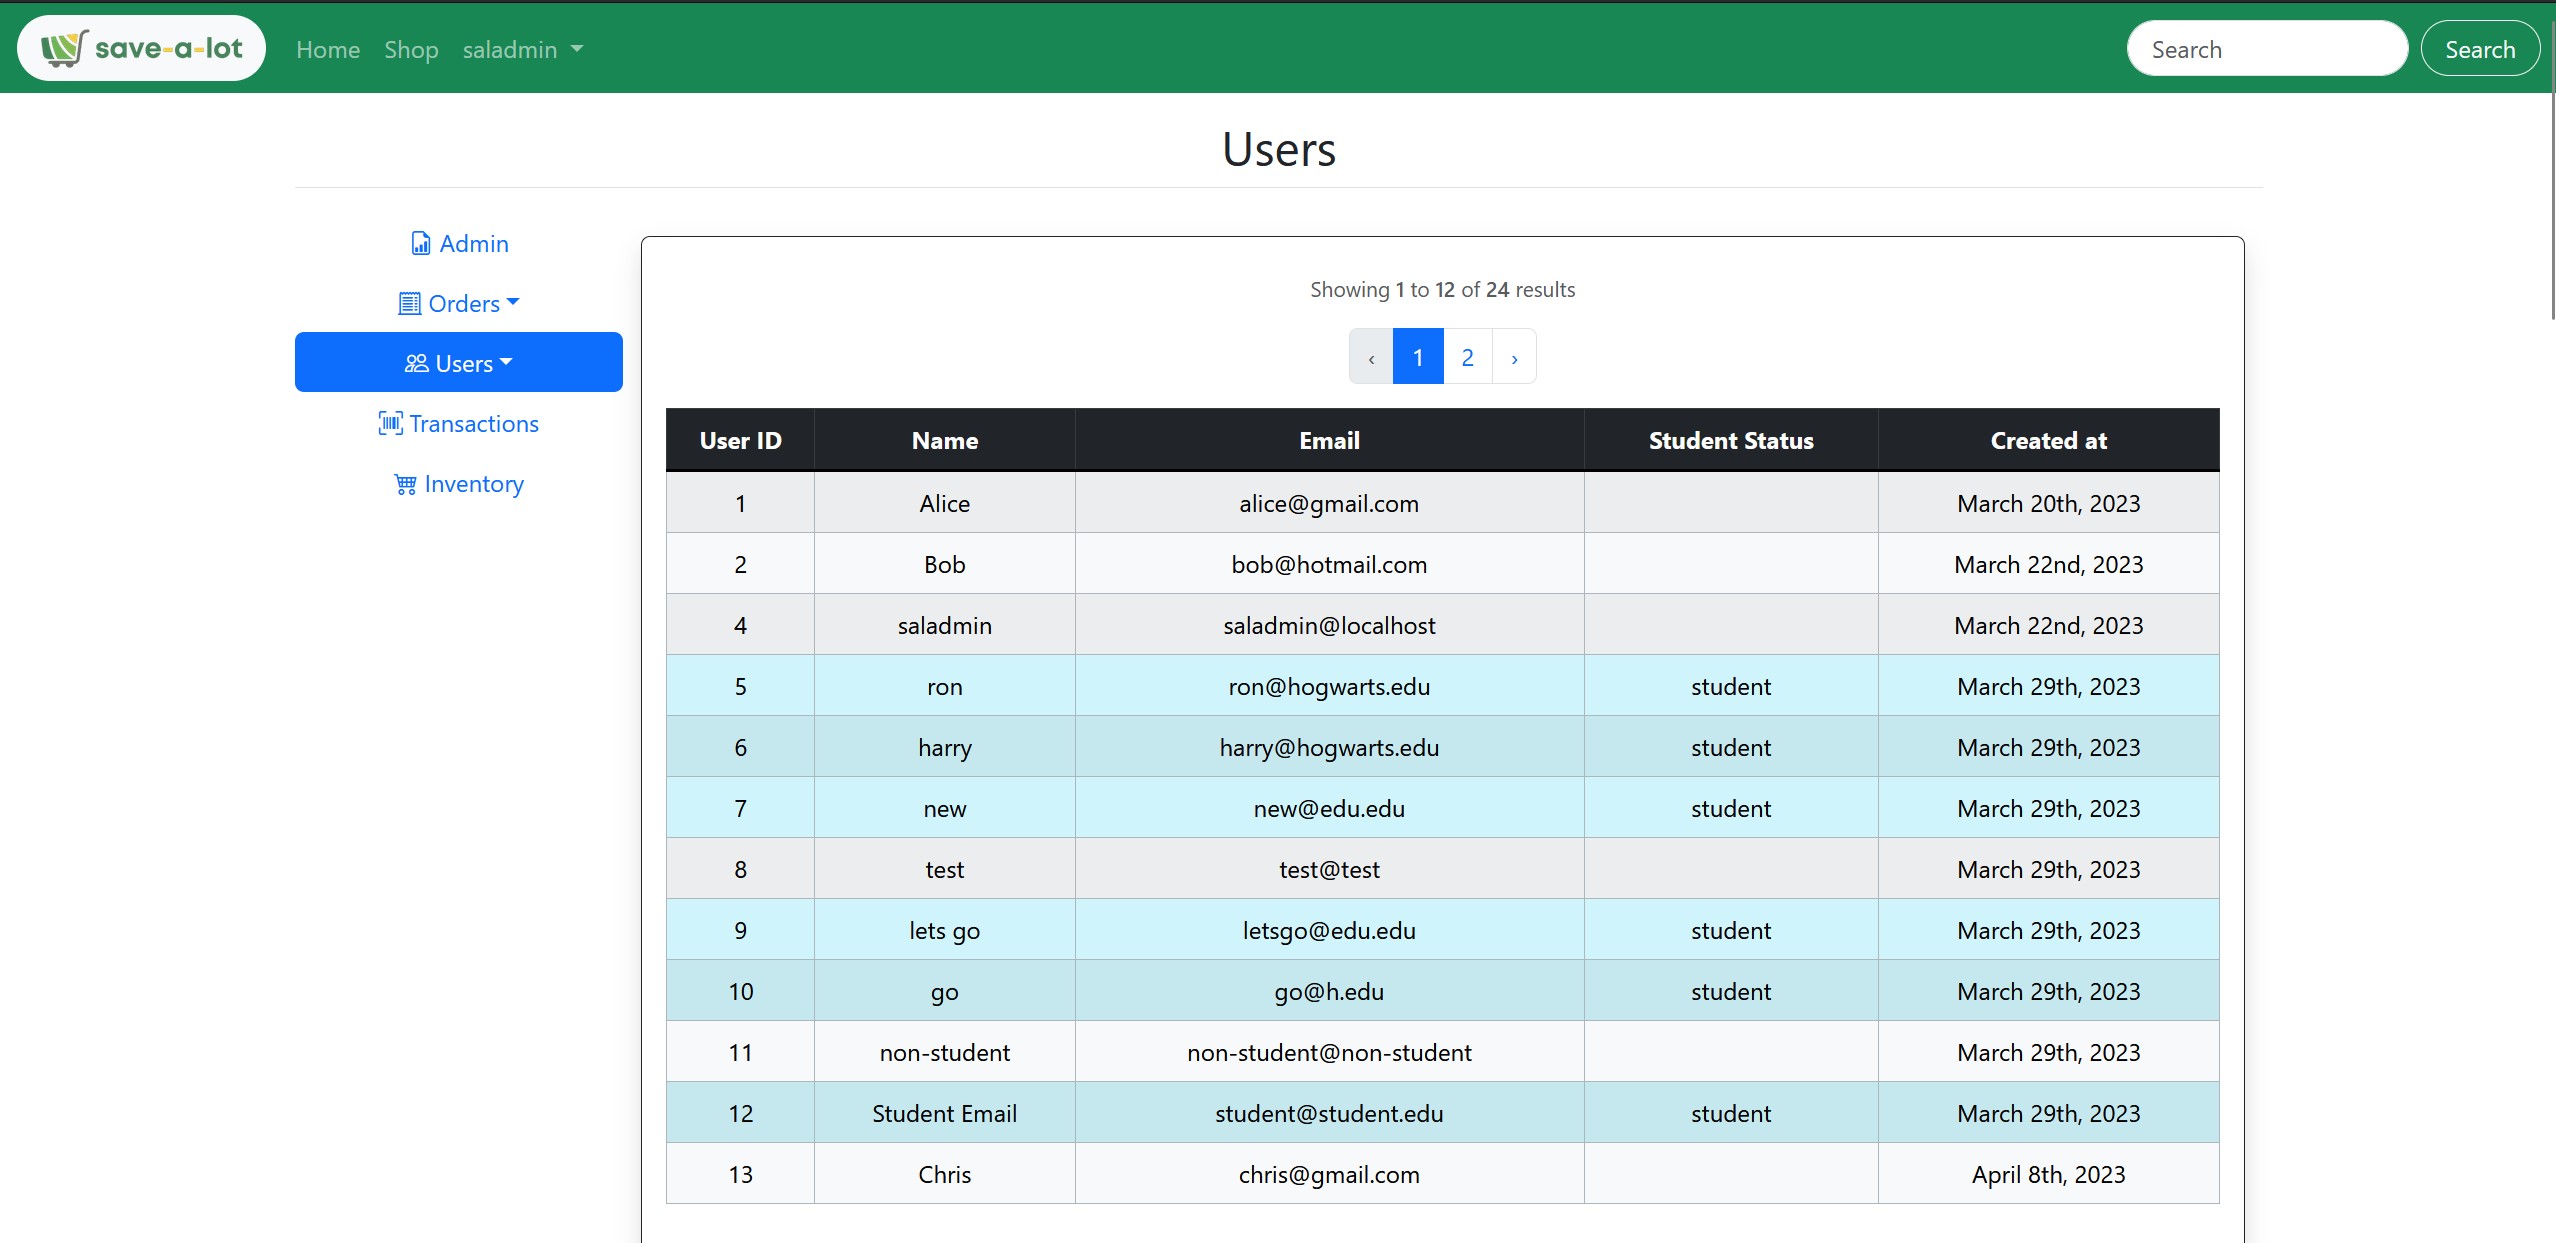 save-a-lot Home Shop saladmin Search Search
Users
Admin
Orders
Users
Transactions
Inventory
Showing 1 to 12 of 24 results
‹ 1 2 ›
User ID Name Email Student Status Created at
1 Alice alice@gmail.com March 20th, 2023
2 Bob bob@hotmail.com March 22nd, 2023
4 saladmin saladmin@localhost March 22nd, 2023
5 ron ron@hogwarts.edu student March 29th, 2023
6 harry harry@hogwarts.edu student March 29th, 2023
7 new new@edu.edu student March 29th, 2023
8 test test@test March 29th, 2023
9 lets go letsgo@edu.edu student March 29th, 2023
10 go go@h.edu student March 29th, 2023
11 non-student non-student@non-student March 29th, 2023
12 Student Email student@student.edu student March 29th, 2023
13 Chris chris@gmail.com April 8th, 2023